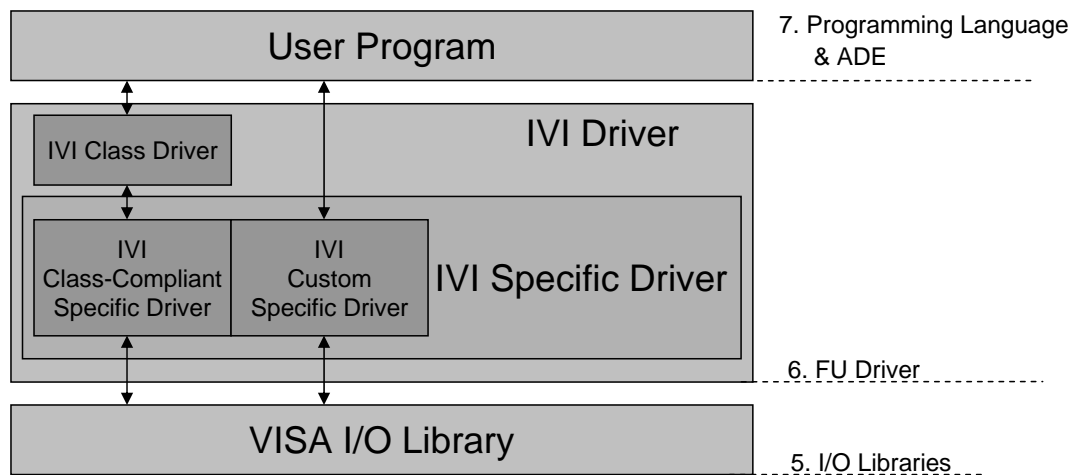 User Program
7. Programming Language
& ADE
IVI Driver
IVI Class Driver
IVI
Class-Compliant
Specific Driver
IVI
Custom
Specific Driver
IVI Specific Driver
6. FU Driver
VISA I/O Library
5. I/O Libraries